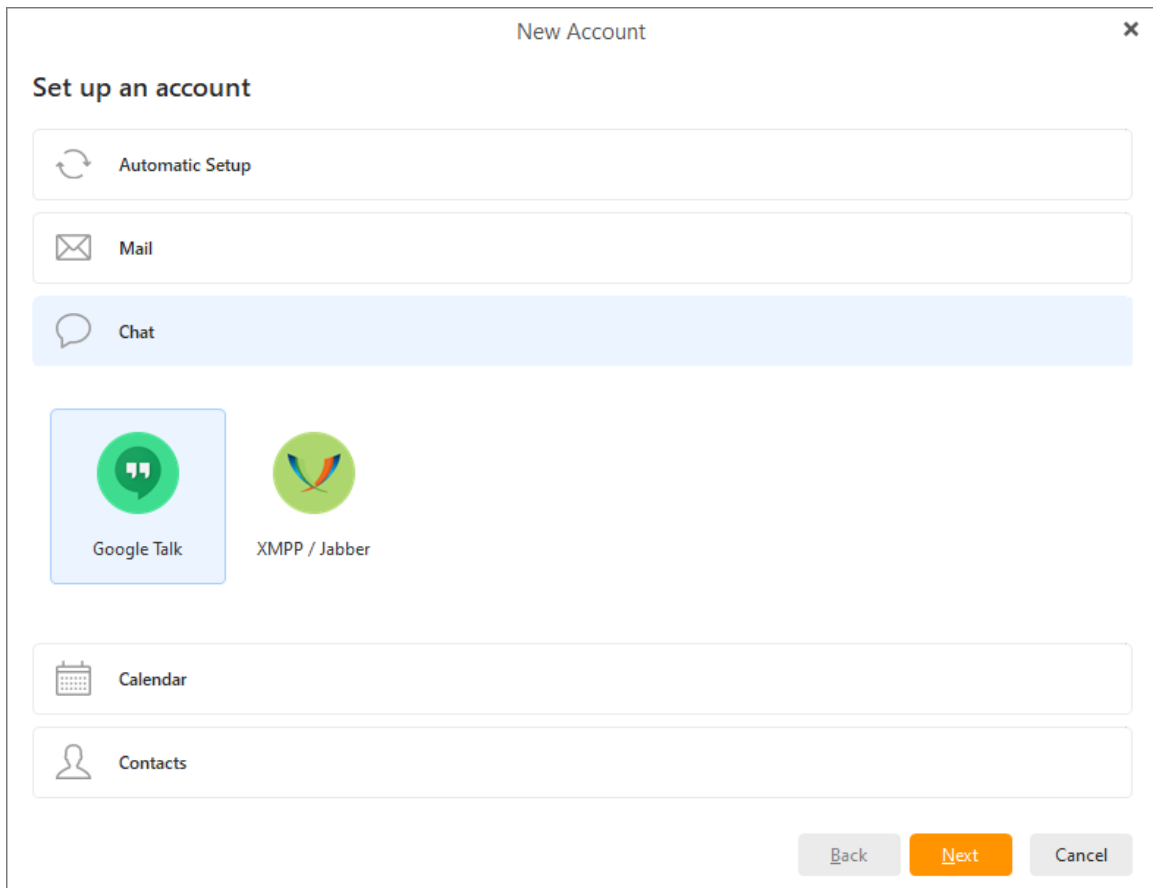 New Account
Set up an account
Automatic Setup
Mail
Chat
Google Talk
XMPP / Jabber
Calendar
Contacts
Back
Next
Cancel